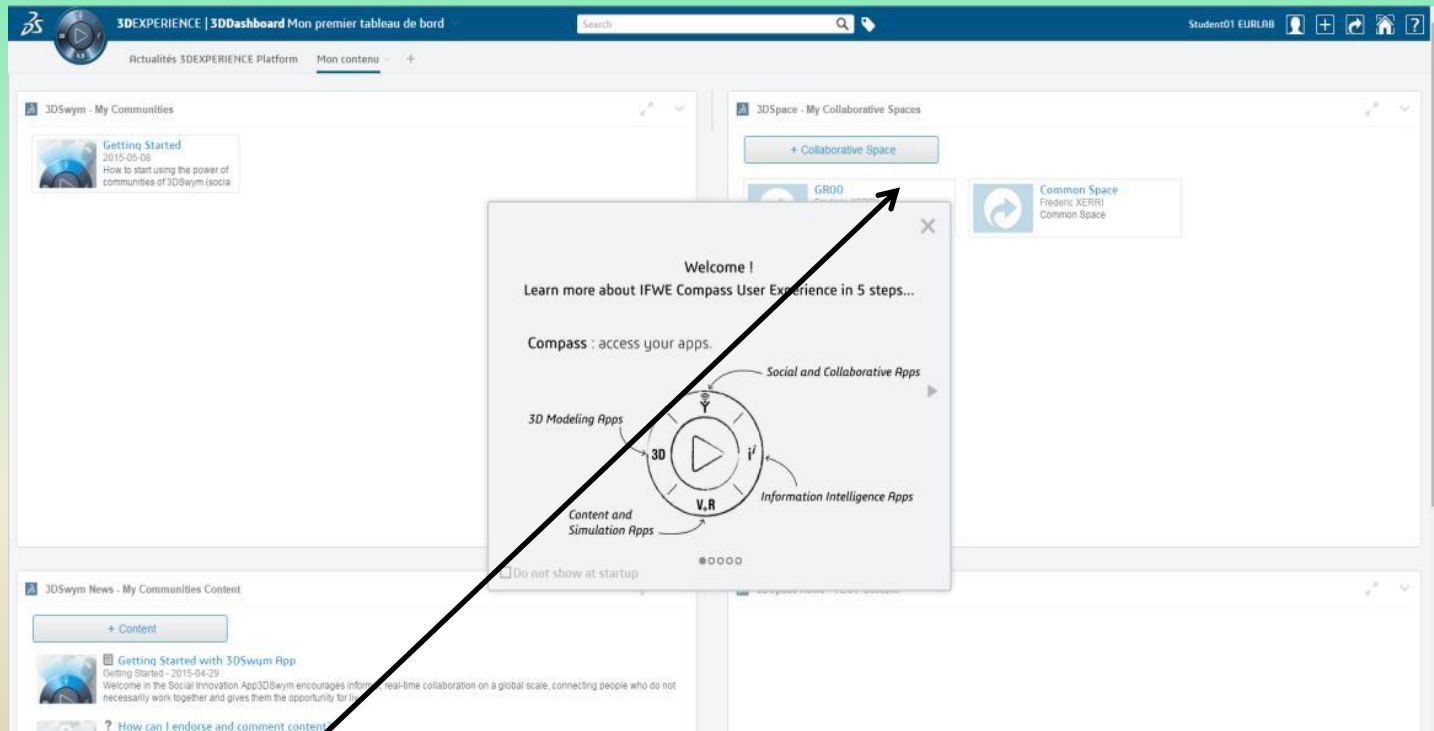 3DEXPERIENCE | 3DDashboard Mon premier tableau de bord
Search
Student01 EURLAB
?
Actualités 3DEXPERIENCE Platform
Mon contenu
+
3DSwym - My Communities
Getting Started
2015-05-08
How to start using the power of
communities of 3DSwym (socia
3DSpace - My Collaborative Spaces
+ Collaborative Space
GR00
Common Space
Frederic XERRI
Common Space
Welcome !
Learn more about IFWE Compass User Experience in 5 steps...
Compass : access your apps.
Social and Collaborative Apps
3D Modeling Apps
3D
i i
V+R
Information Intelligence Apps
Content and
Simulation Apps
Do not show at startup
3DSwym News - My Communities Content
+ Content
Getting Started with 3DSwym App
Getting Started - 2015-04-29
Welcome in the Social Innovation App3DSwym encourages real-time collaboration on a global scale, connecting people who do not
necessarily work together and gives them the opportunity for
? How can I endorse and comment content?